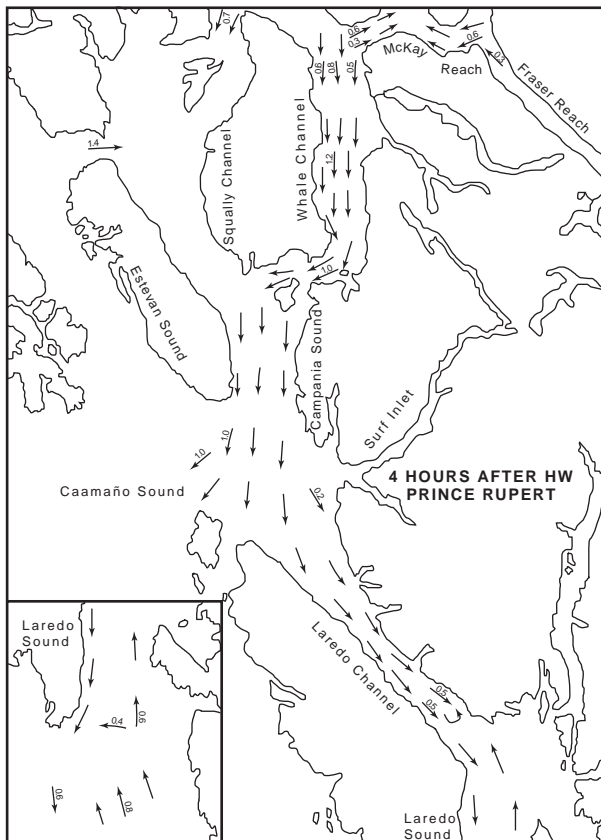 0.7
0.6
0.3
McKay
Reach
0.6
0.3
Fraser Reach
0.6
0.8
0.5
1.4
Squally Channel
Whale Channel
1.2
1.0
Estevan Sound
Campania Sound
Surf Inlet
1.0
1.0
Caamaño Sound
0.2
4 HOURS AFTER HW
PRINCE RUPERT
Laredo Channel
0.5
0.5
Laredo
Sound
Laredo
Sound
0.4
0.6
0.6
0.8